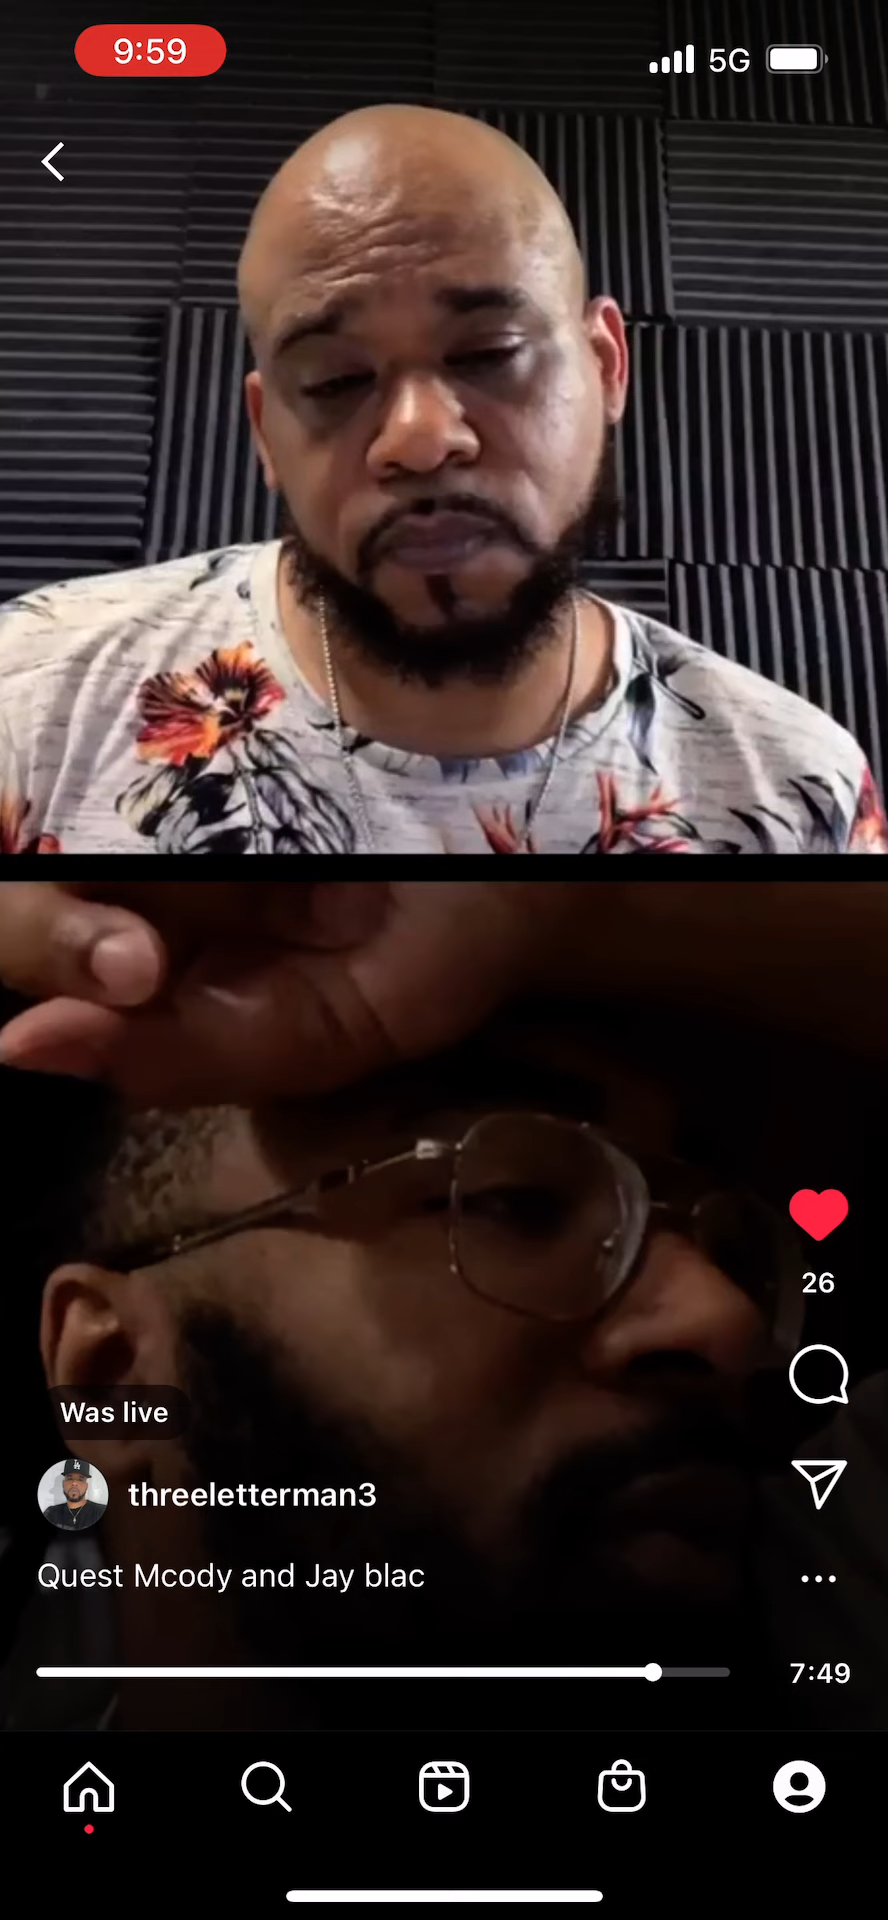 9:59
5G
26
Was live
threeletterman3
Quest Mcody and Jay blac
7:49